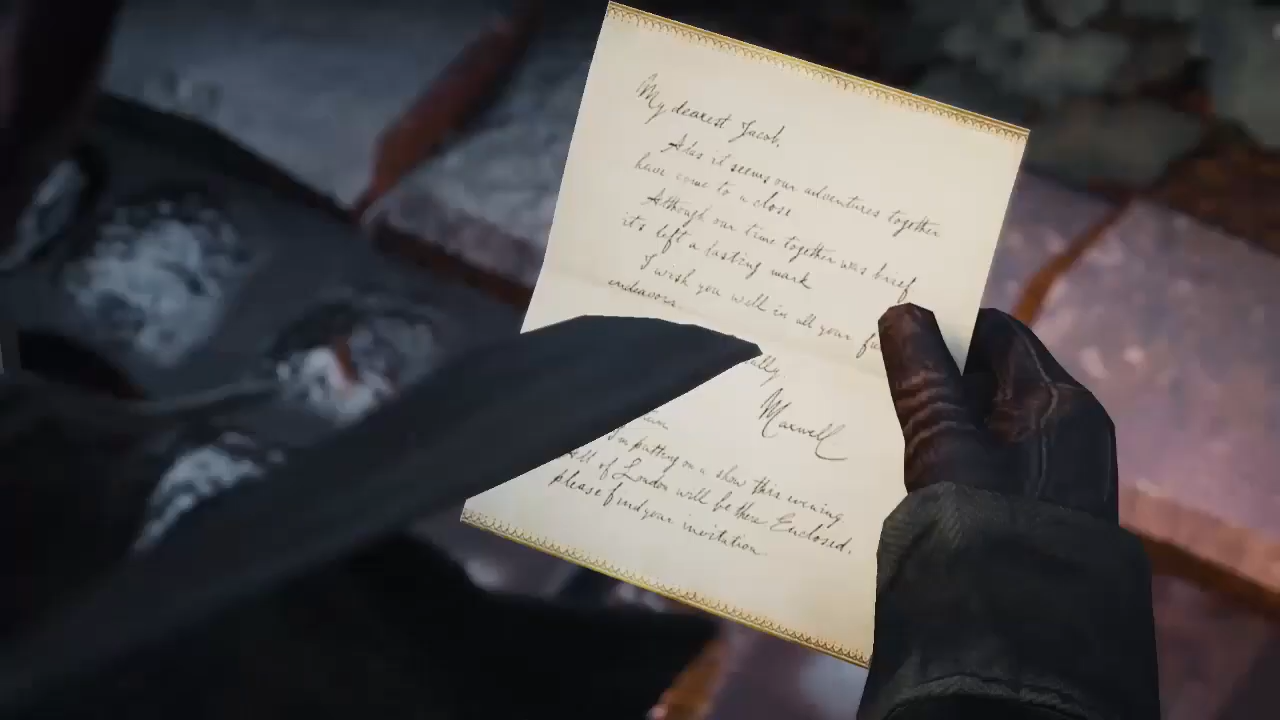 My dearest Jacob,
Alas it seems our adventures together
have come to a close
Although our time together was brief
it's left a lasting mark
I wish you well in all your
endeavors.
Maxwell
I'm putting on a show this evening
All of London will be there Enclosed,
please find your invitation